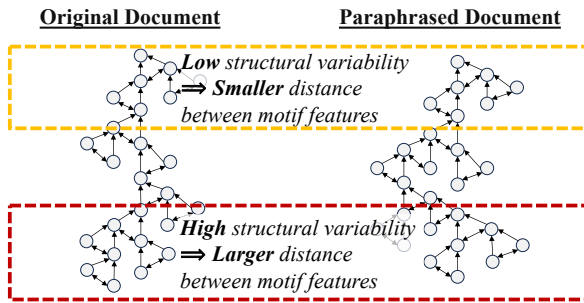 Original Document
Paraphrased Document
Low structural variability
⇒ Smaller distance
between motif features
High structural variability
⇒ Larger distance
between motif features